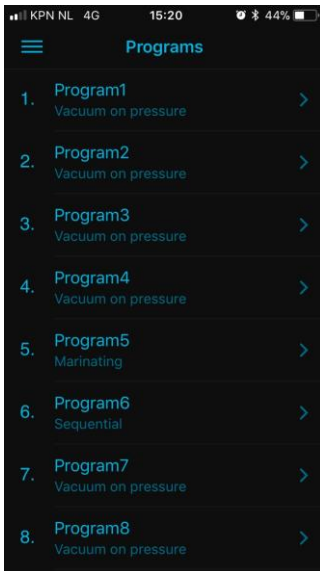 KPN NL 4G 15:20 44%
Programs
1. Program1
Vacuum on pressure
2. Program2
Vacuum on pressure
3. Program3
Vacuum on pressure
4. Program4
Vacuum on pressure
5. Program5
Marinating
6. Program6
Sequential
7. Program7
Vacuum on pressure
8. Program8
Vacuum on pressure